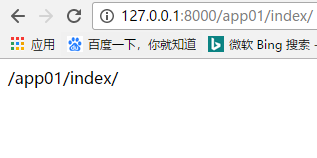 127.0.0.1:8000/app01/index/
应用 百度一下，你就知道 微软 Bing 搜索 -
/app01/index/